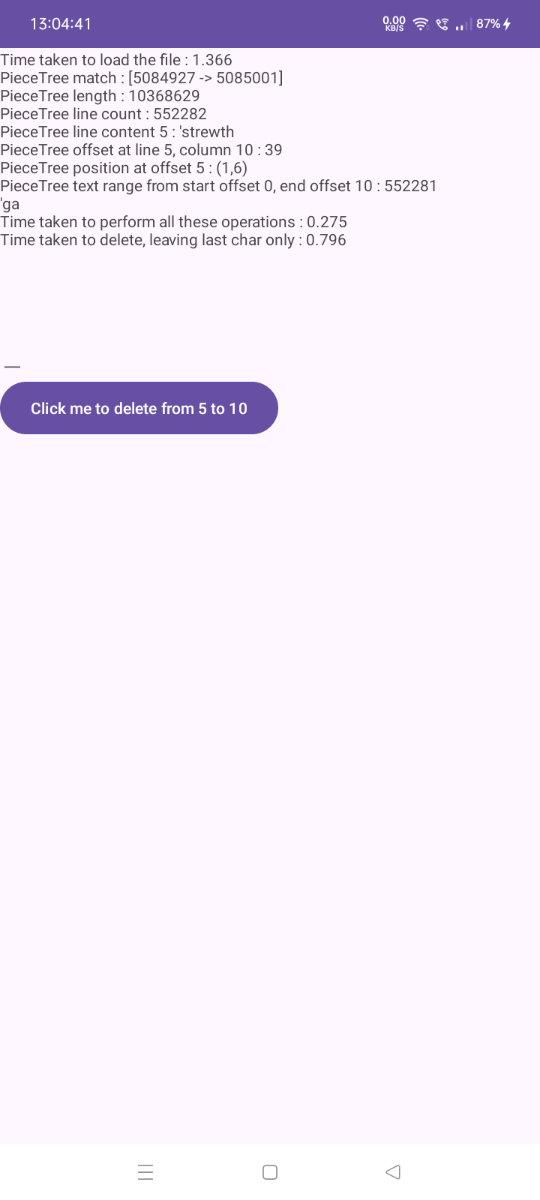 13:04:41
0.00 KB/S
87%
Time taken to load the file : 1.366
PieceTree match : [5084927 -> 5085001]
PieceTree length : 10368629
PieceTree line count : 552282
PieceTree line content 5 : 'strewth
PieceTree offset at line 5, column 10 : 39
PieceTree position at offset 5 : (1,6)
PieceTree text range from start offset 0, end offset 10 : 552281
'ga
Time taken to perform all these operations : 0.275
Time taken to delete, leaving last char only : 0.796
Click me to delete from 5 to 10